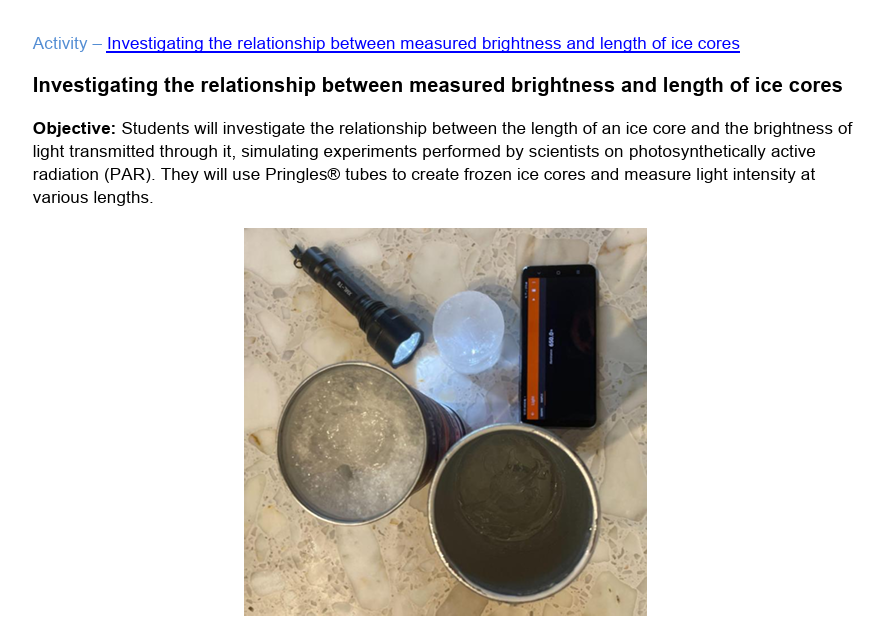 Activity – Investigating the relationship between measured brightness and length of ice cores
Investigating the relationship between measured brightness and length of ice cores
Objective: Students will investigate the relationship between the length of an ice core and the brightness of
light transmitted through it, simulating experiments performed by scientists on photosynthetically active
radiation (PAR). They will use Pringles® tubes to create frozen ice cores and measure light intensity at
various lengths.